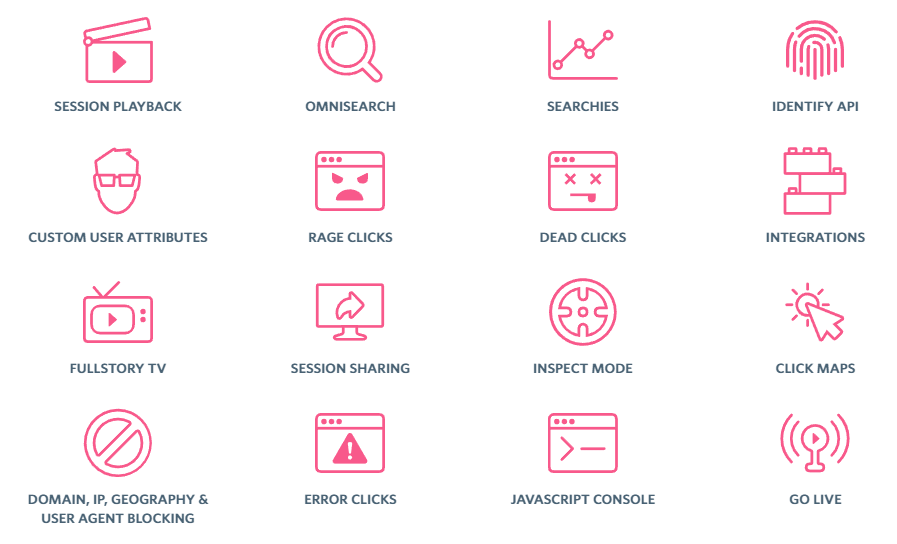 SESSION PLAYBACK
OMNISEARCH
SEARCHIES
IDENTIFY API
CUSTOM USER ATTRIBUTES
RAGE CLICKS
DEAD CLICKS
INTEGRATIONS
FULLSTORY TV
SESSION SHARING
INSPECT MODE
CLICK MAPS
DOMAIN, IP, GEOGRAPHY &
USER AGENT BLOCKING
ERROR CLICKS
JAVASCRIPT CONSOLE
GO LIVE